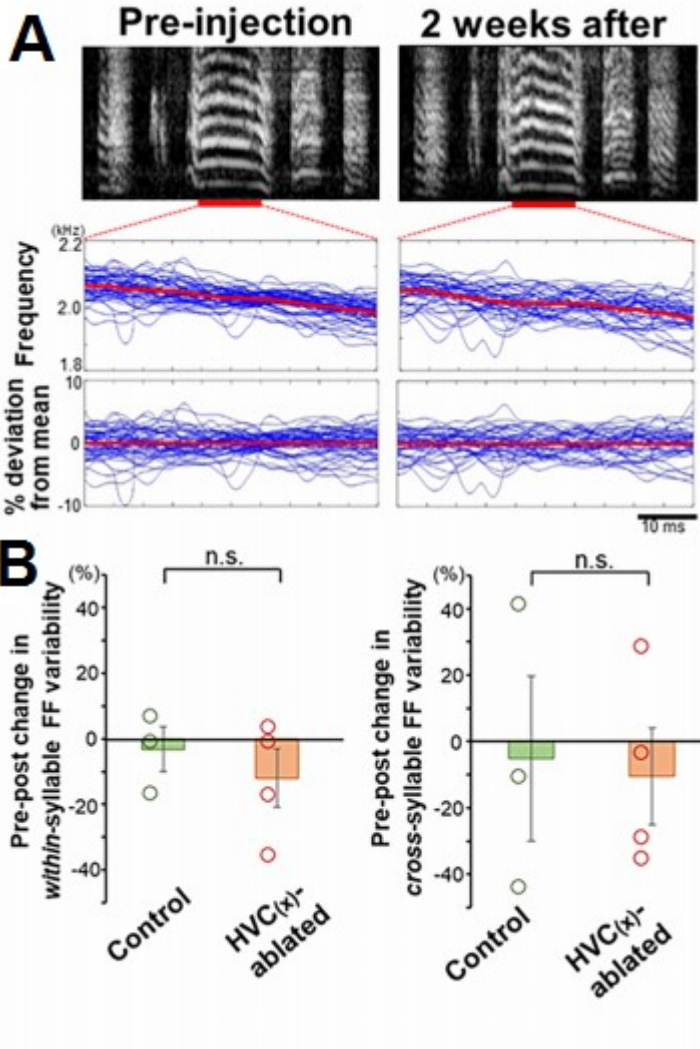 A
Pre-injection
2 weeks after
(kHz)
2.2
2.0
1.8
Frequency
10
0
-10
% deviation
from mean
10 ms
B
(%)
40
20
0
-20
-40
Pre-post change in
within-syllable FF variability
n.s.
Control
HVC(x)-
ablated
(%)
40
20
0
-20
-40
Pre-post change in
cross-syllable FF variability
n.s.
Control
HVC(x)-
ablated